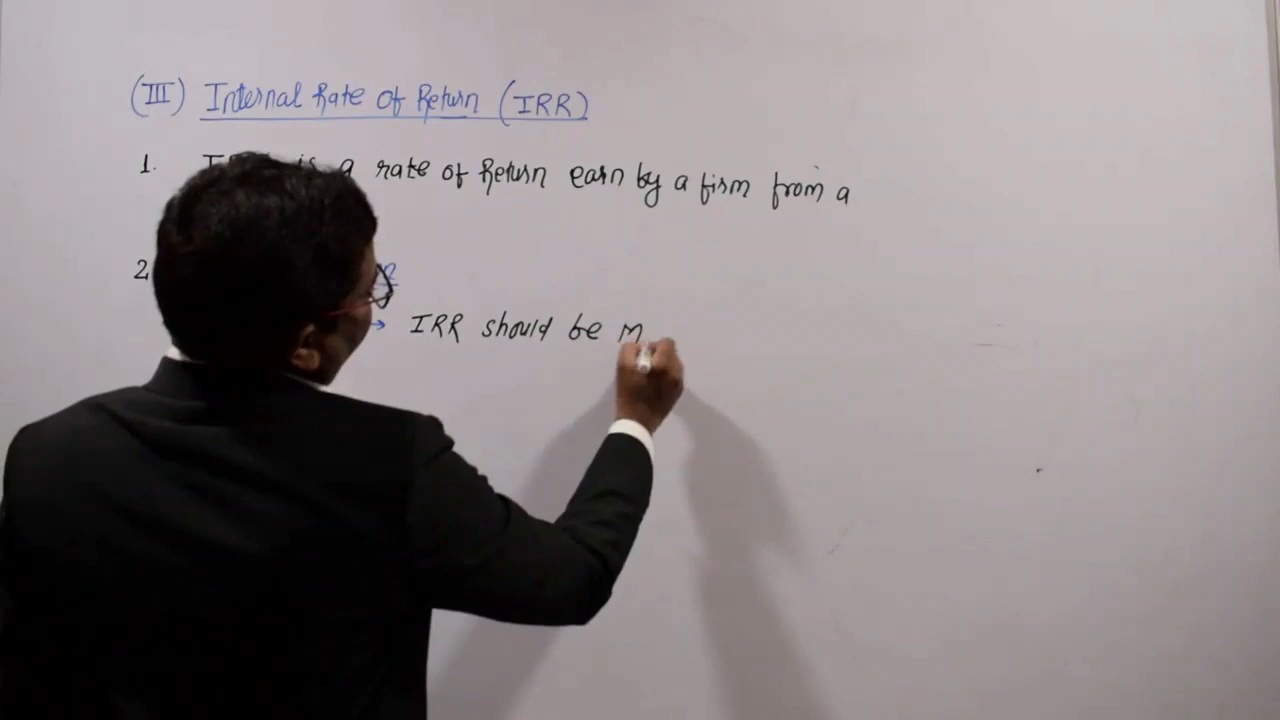 (III) Internal Rate of Return (IRR)
1. is a rate of Return earn by a firm from a
2
→ IRR should be M